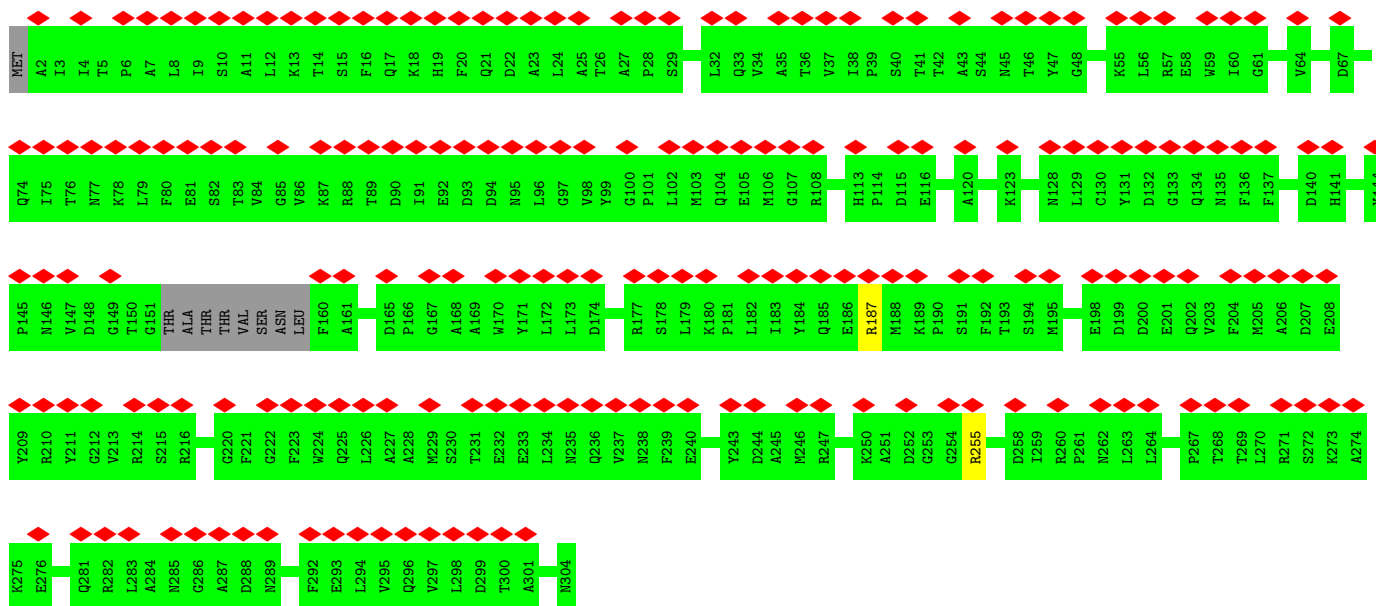 MET A2 I3 I4 T5 P6 A7 L8 I9 S10 A11 L12 K13 T14 S15 F16 Q17 K18 H19 F20 Q21 D22 A23 L24 A25 T26 A27 P28 S29 L32 Q33 V34 A35 T36 V37 I38 P39 S40 T41 T42 A43 S44 N45 T46 Y47 G48 K55 L56 R57 E58 W59 I60 G61 V64 D67
Q74 I75 T76 N77 K78 L79 F80 E81 S82 T83 V84 G85 V86 K87 R88 T89 D90 I91 E92 D93 D94 N95 L96 G97 V98 Y99 G100 P101 L102 M103 Q104 E105 M106 G107 R108 H113 P114 D115 E116 A120 K123 N128 L129 C130 Y131 D132 G133 Q134 N135 F136 F137 D140 H141
P145 N146 V147 D148 G149 T150 G151 THR ALA THR THR VAL SER ASN LEU F160 A161 D165 P166 G167 A168 A169 W170 Y171 L172 L173 D174 R177 S178 L179 K180 P181 L182 I183 Y184 Q185 E186 R187 M188 K189 P190 S191 F192 T193 S194 M195 E198 D199 D200 E201 Q202 V203 F204 M205 A206 D207 E208
Y209 R210 Y211 G212 V213 R214 S215 R216 G220 F221 G222 F223 W224 Q225 L226 A227 A228 M229 S230 T231 E232 E233 L234 N235 Q236 V237 N238 F239 E240 Y243 D244 A245 M246 R247 K250 A251 D252 G253 G254 R255 D258 I259 R260 P261 N262 L263 L264 P267 T268 T269 L270 R271 S272 K273 A274
K275 E276 Q281 R282 L283 A284 N285 G286 A287 D288 N289 F292 E293 L294 V295 Q296 V297 L298 D299 T300 A301 N304